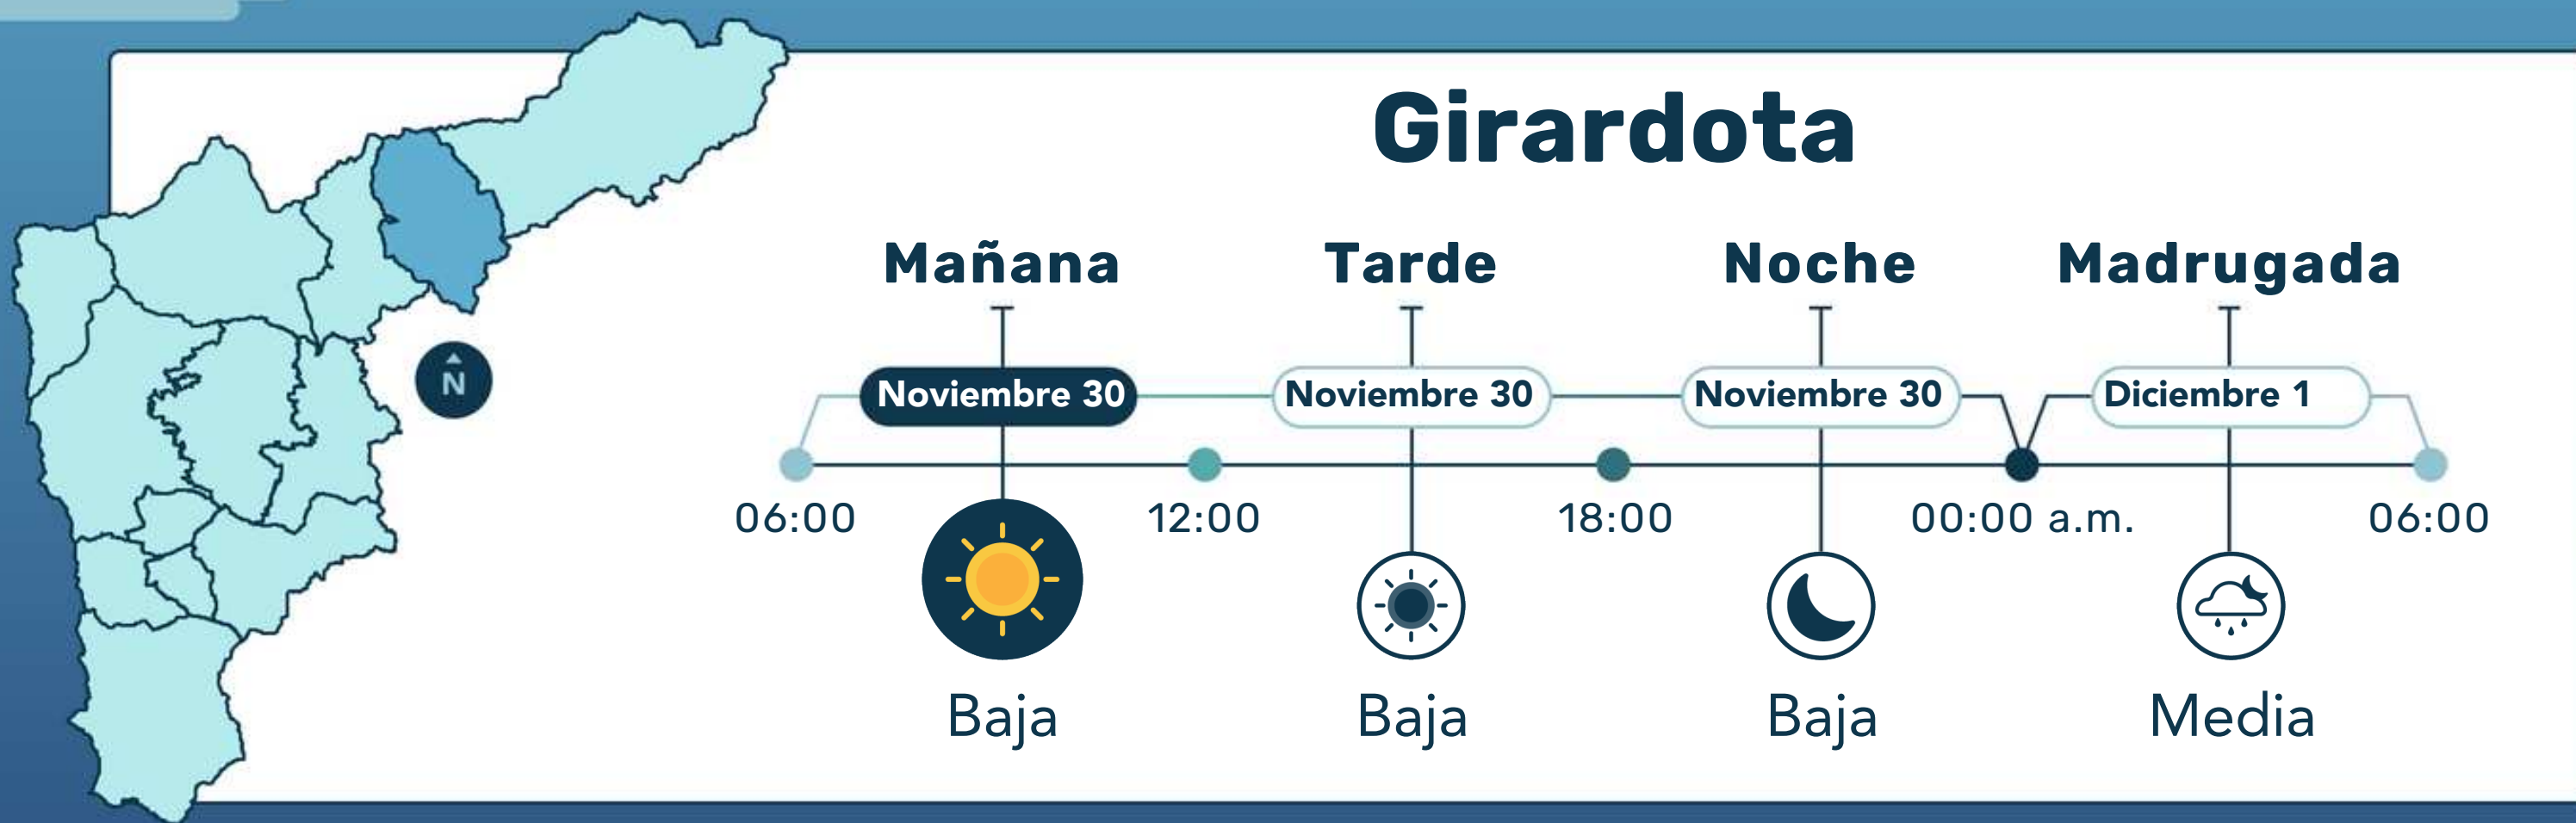 Girardota
Mañana Tarde Noche Madrugada
N
Noviembre 30 Noviembre 30 Noviembre 30 Diciembre 1
06:00 12:00 18:00 00:00 a.m. 06:00
Baja Baja Baja Media